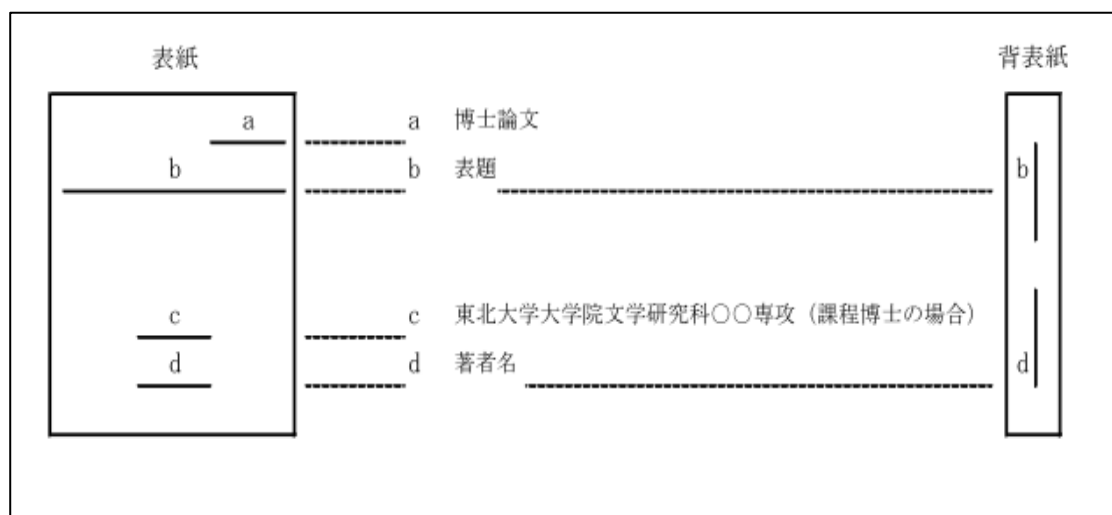 表紙 背表紙
a a 博士論文
b b 表題 b
c c 東北大学大学院文学研究科○○専攻（課程博士の場合）
d d 著者名 d